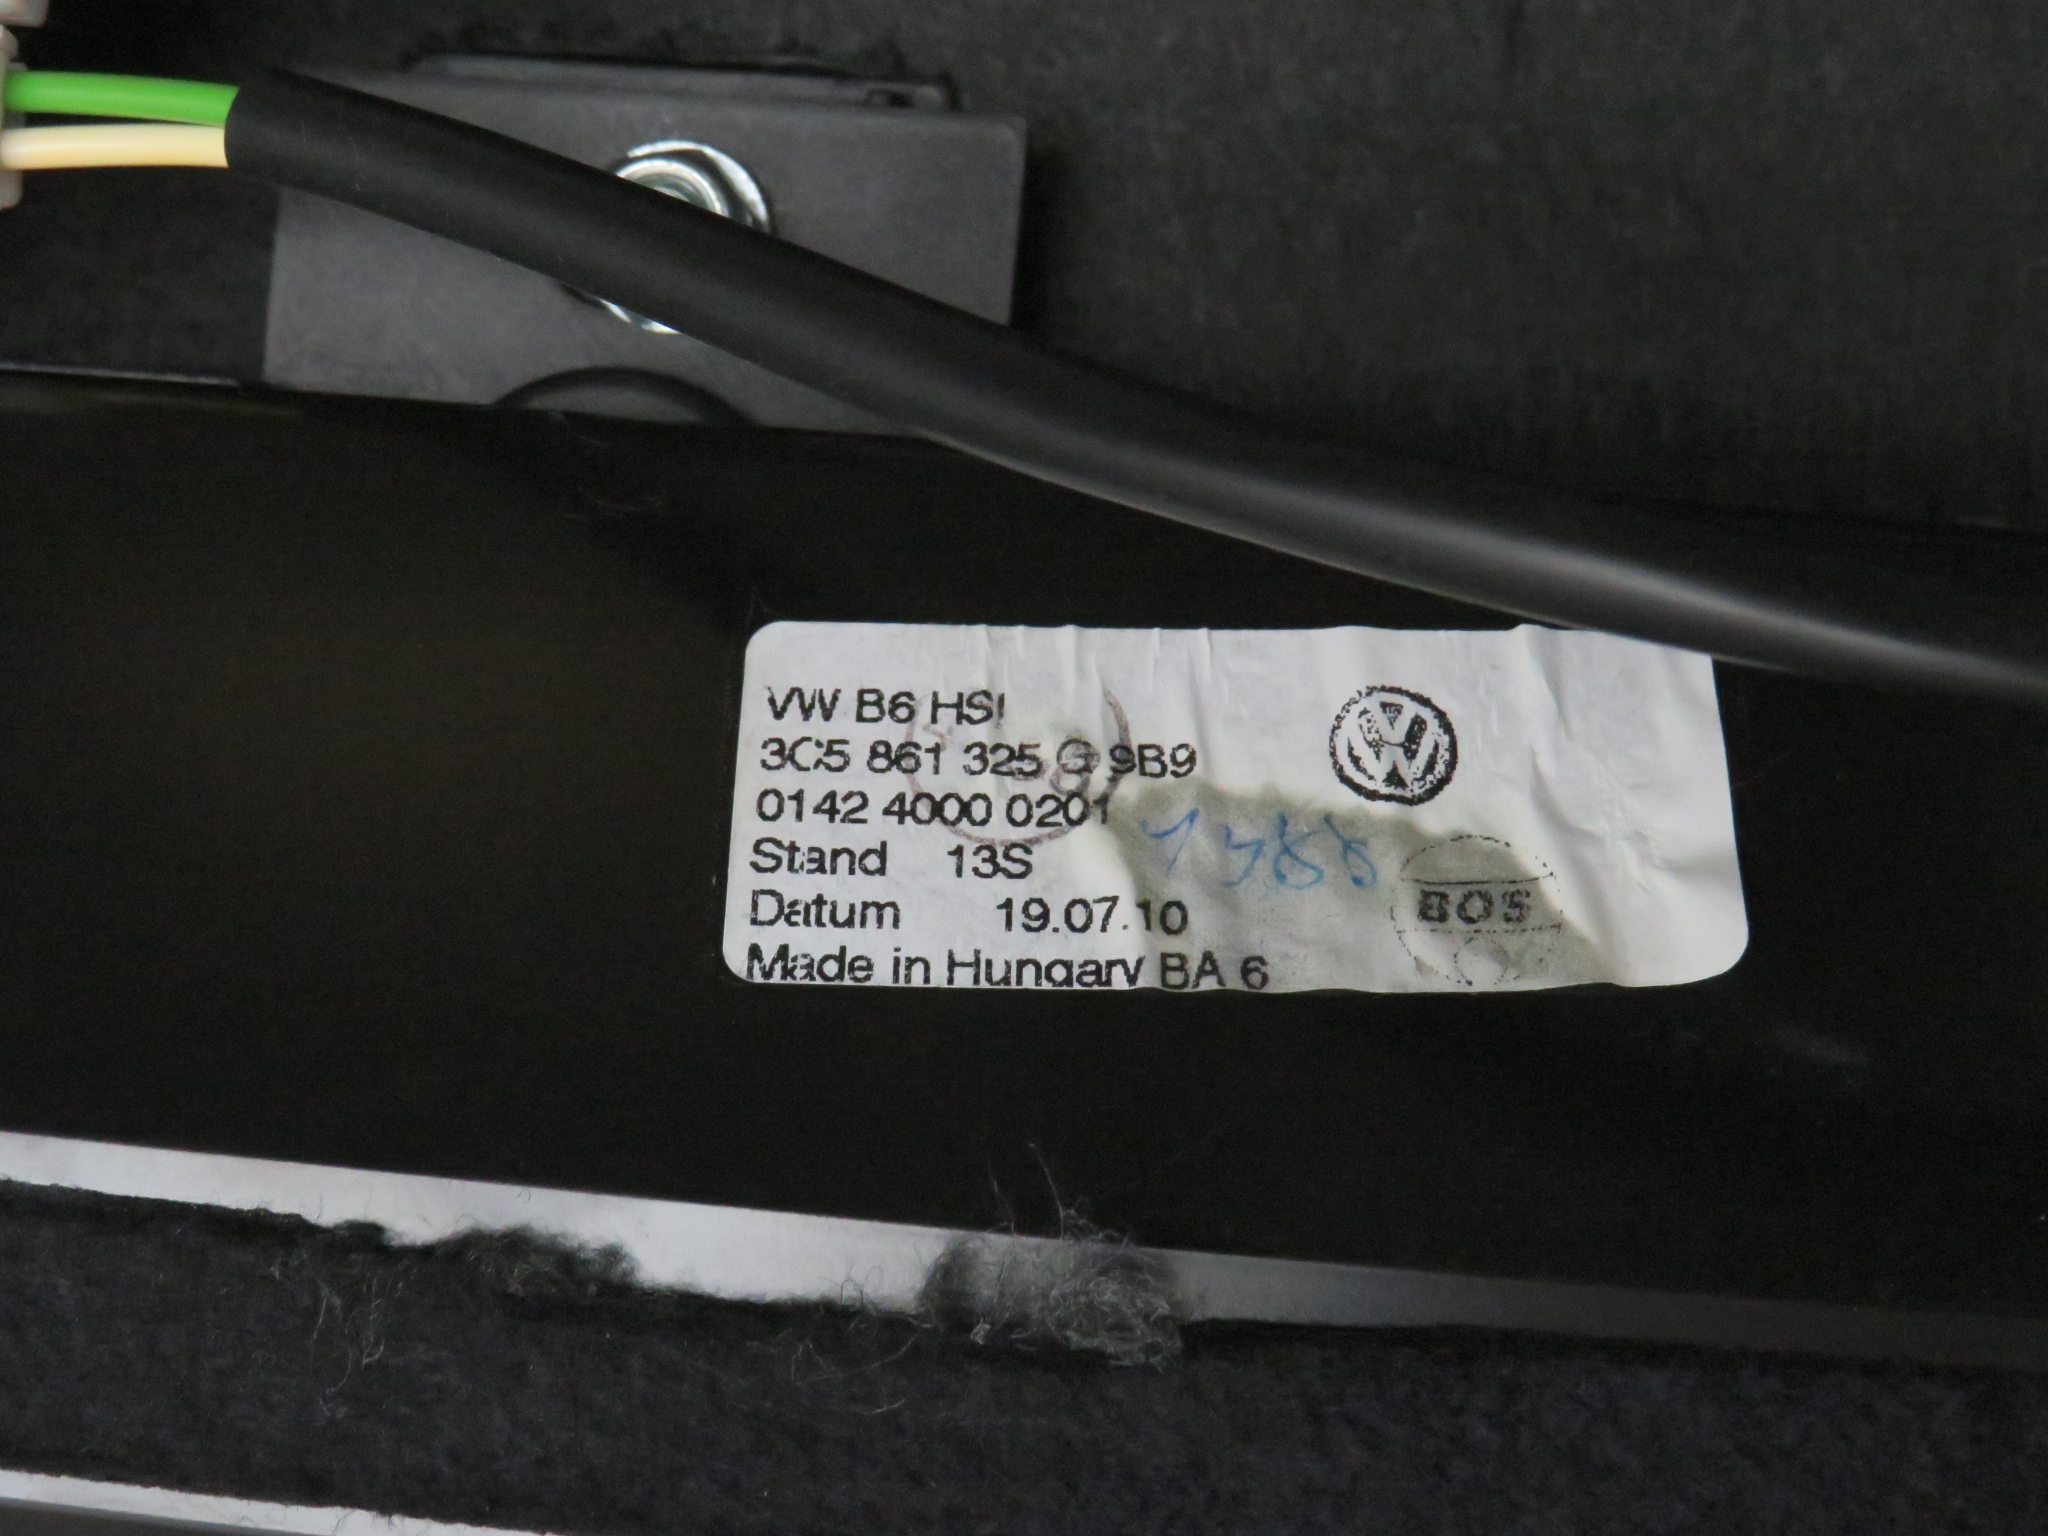 VW B6 HSI
3C5 861 325 G 9B9
0142 4000 0201
Stand 13S
Datum 19.07.10
Made in Hungary BA 6
BOS